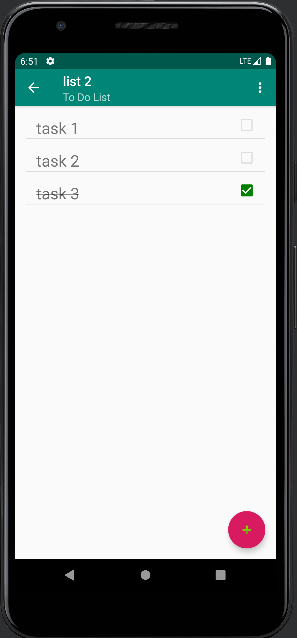 6:51 LTE
list 2
To Do List
task 1
task 2
task 3